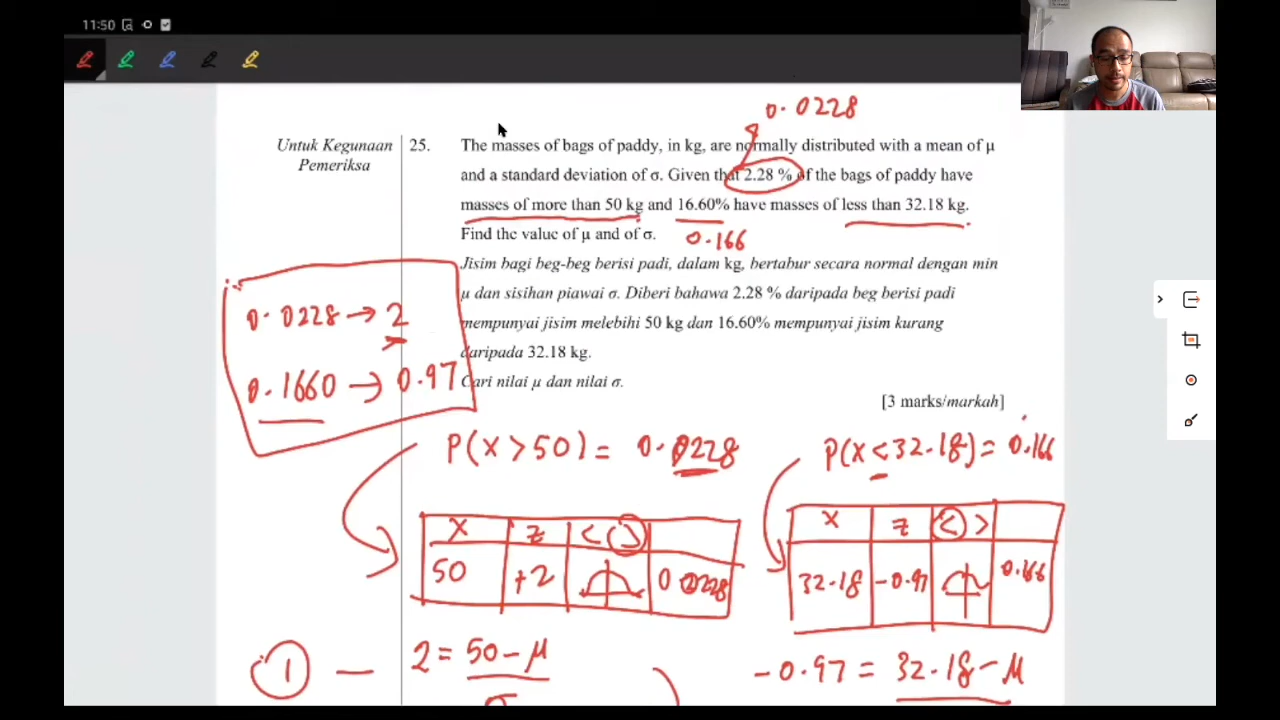 11:50
0.0228
Untuk Kegunaan
Pemeriksa
25.
The masses of bags of paddy, in kg, are normally distributed with a mean of μ
and a standard deviation of σ. Given that 2.28 % of the bags of paddy have
masses of more than 50 kg and 16.60% have masses of less than 32.18 kg.
Find the value of μ and of σ.
0.166
Jisim bagi beg-beg berisi padi, dalam kg, bertabur secara normal dengan min
μ dan sisihan piawai σ. Diberi bahawa 2.28 % daripada beg berisi padi
mempunyai jisim melebihi 50 kg dan 16.60% mempunyai jisim kurang
daripada 32.18 kg.
Cari nilai μ dan nilai σ.
[3 marks/markah]
0.0228 → 2
0.1660 → 0.97
P(X > 50) = 0.0228
P(X < 32.18) = 0.166
X z < >
50 +2 0.0228
X z < >
32.18 -0.97 0.166
1 — 2 = 50 - μ
σ
-0.97 = 32.18 - μ